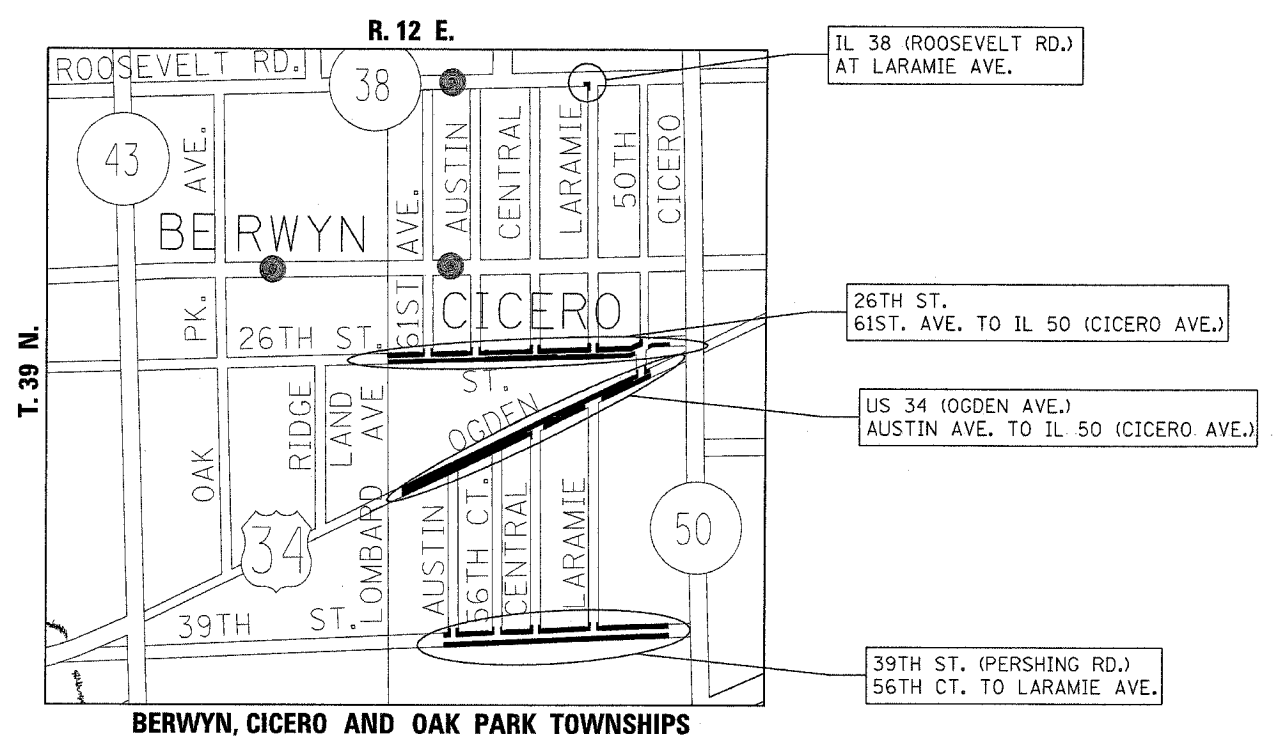 R. 12 E.
IL 38 (ROOSEVELT RD.)
AT LARAMIE AVE.
ROOSEVELT RD.
38
43
PK. AVE.
61ST AVE.
AUSTIN
CENTRAL
LARAMIE
50TH
CICERO
BERWYN
CICERO
26TH ST.
26TH ST.
61ST. AVE. TO IL 50 (CICERO AVE.)
T. 39 N.
ST.
OGDEN
US 34 (OGDEN AVE.)
AUSTIN AVE. TO IL 50 (CICERO AVE.)
OAK
RIDGE
LAND
LOMBARD AVE
34
AUSTIN
56TH CT.
CENTRAL
LARAMIE
50
39TH ST.
39TH ST. (PERSHING RD.)
56TH CT. TO LARAMIE AVE.
BERWYN, CICERO AND OAK PARK TOWNSHIPS